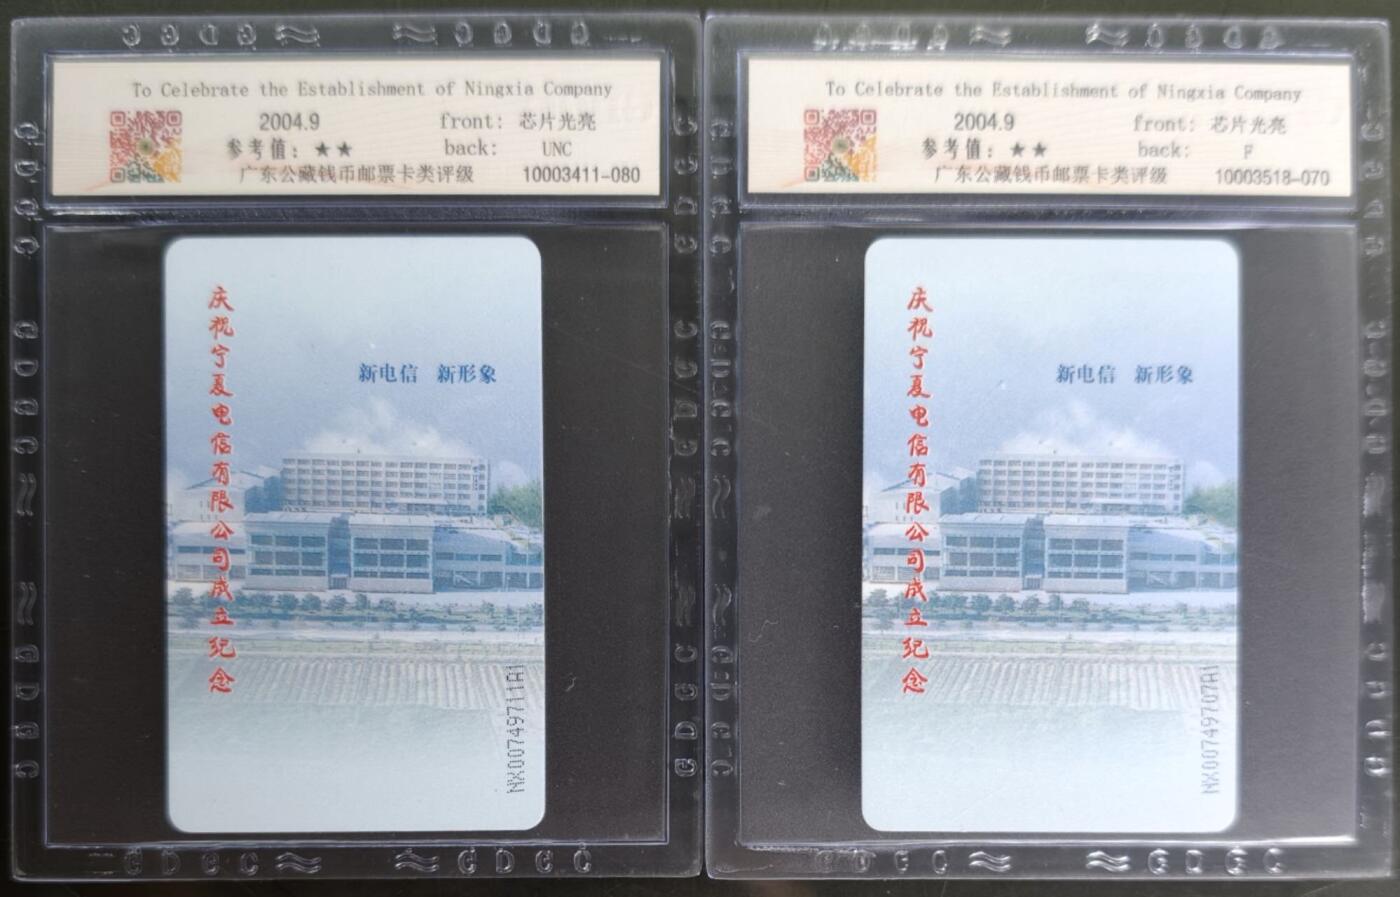 To Celebrate the Establishment of Ningxia Company
2004.9
front: 芯片光亮
参考值：★★
back: UNC
广东公藏钱币邮票卡类评级
10003411-080
庆祝宁夏电信有限公司成立纪念
新电信 新形象
NX00749711A1
To Celebrate the Establishment of Ningxia Company
2004.9
front: 芯片光亮
参考值：★★
back: F
广东公藏钱币邮票卡类评级
10003518-070
庆祝宁夏电信有限公司成立纪念
新电信 新形象
NX00749707A1